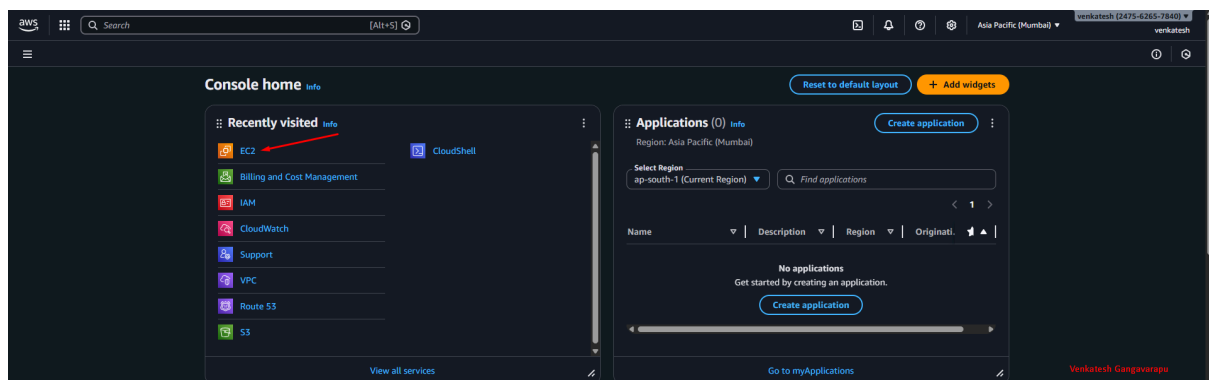 aws
Search [Alt+S]
Asia Pacific (Mumbai)
venkatesh (2475-6265-7840)
venkatesh
Console home Info
Reset to default layout
+ Add widgets
Recently visited Info
EC2
CloudShell
Billing and Cost Management
IAM
CloudWatch
Support
VPC
Route 53
S3
View all services
Applications (0) Info
Create application
Region: Asia Pacific (Mumbai)
Select Region
ap-south-1 (Current Region)
Find applications
1
Name Description Region Originati.
No applications
Get started by creating an application.
Create application
Go to myApplications
Venkatesh Gangavarapu